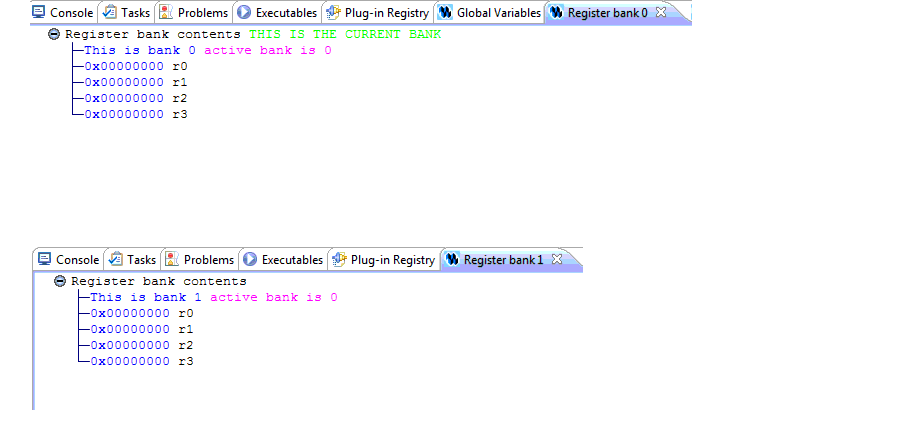 Console Tasks Problems Executables Plug-in Registry Global Variables Register bank 0
Register bank contents THIS IS THE CURRENT BANK
This is bank 0 active bank is 0
0x00000000 r0
0x00000000 r1
0x00000000 r2
0x00000000 r3
Console Tasks Problems Executables Plug-in Registry Register bank 1
Register bank contents
This is bank 1 active bank is 0
0x00000000 r0
0x00000000 r1
0x00000000 r2
0x00000000 r3